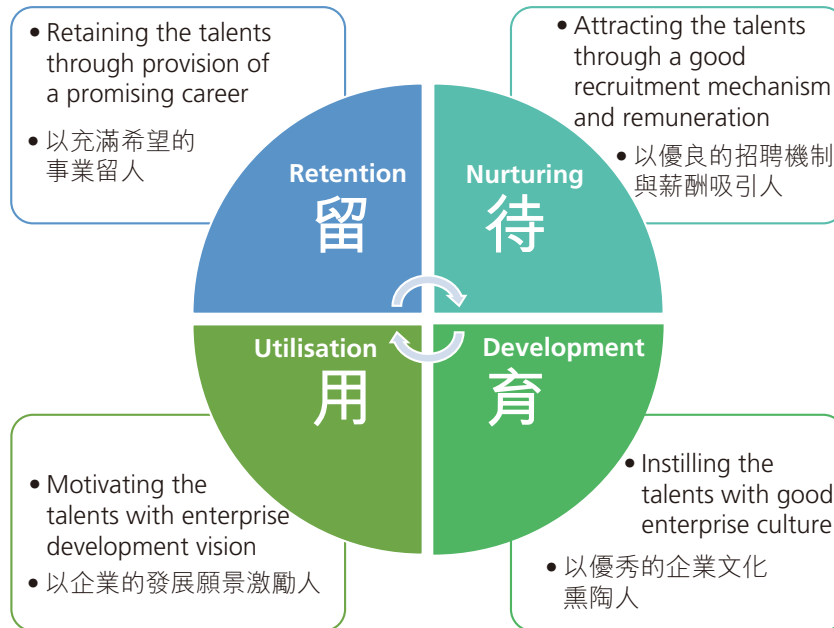 • Retaining the talents
through provision of
a promising career
• 以充滿希望的
事業留人
• Attracting the talents
through a good
recruitment mechanism
and remuneration
• 以優良的招聘機制
與薪酬吸引人
Retention
留
Nurturing
待
Utilisation
用
Development
育
• Motivating the
talents with enterprise
development vision
• 以企業的發展願景激勵人
• Instilling the
talents with good
enterprise culture
• 以優秀的企業文化
熏陶人